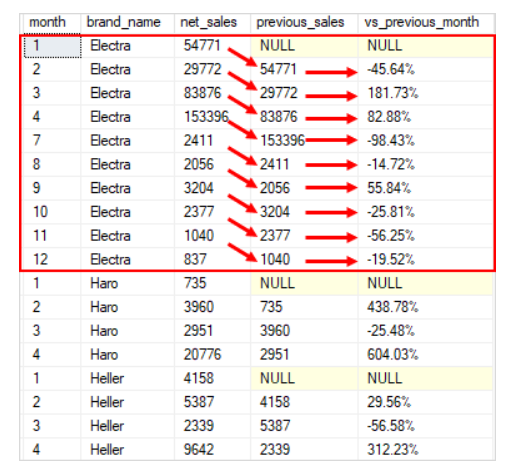 month brand_name net_sales previous_sales vs_previous_month
1 Electra 54771 NULL NULL
2 Electra 29772 54771 -45.64%
3 Electra 83876 29772 181.73%
4 Electra 153396 83876 82.88%
7 Electra 2411 153396 -98.43%
8 Electra 2056 2411 -14.72%
9 Electra 3204 2056 55.84%
10 Electra 2377 3204 -25.81%
11 Electra 1040 2377 -56.25%
12 Electra 837 1040 -19.52%
1 Haro 735 NULL NULL
2 Haro 3960 735 438.78%
3 Haro 2951 3960 -25.48%
4 Haro 20776 2951 604.03%
1 Heller 4158 NULL NULL
2 Heller 5387 4158 29.56%
3 Heller 2339 5387 -56.58%
4 Heller 9642 2339 312.23%